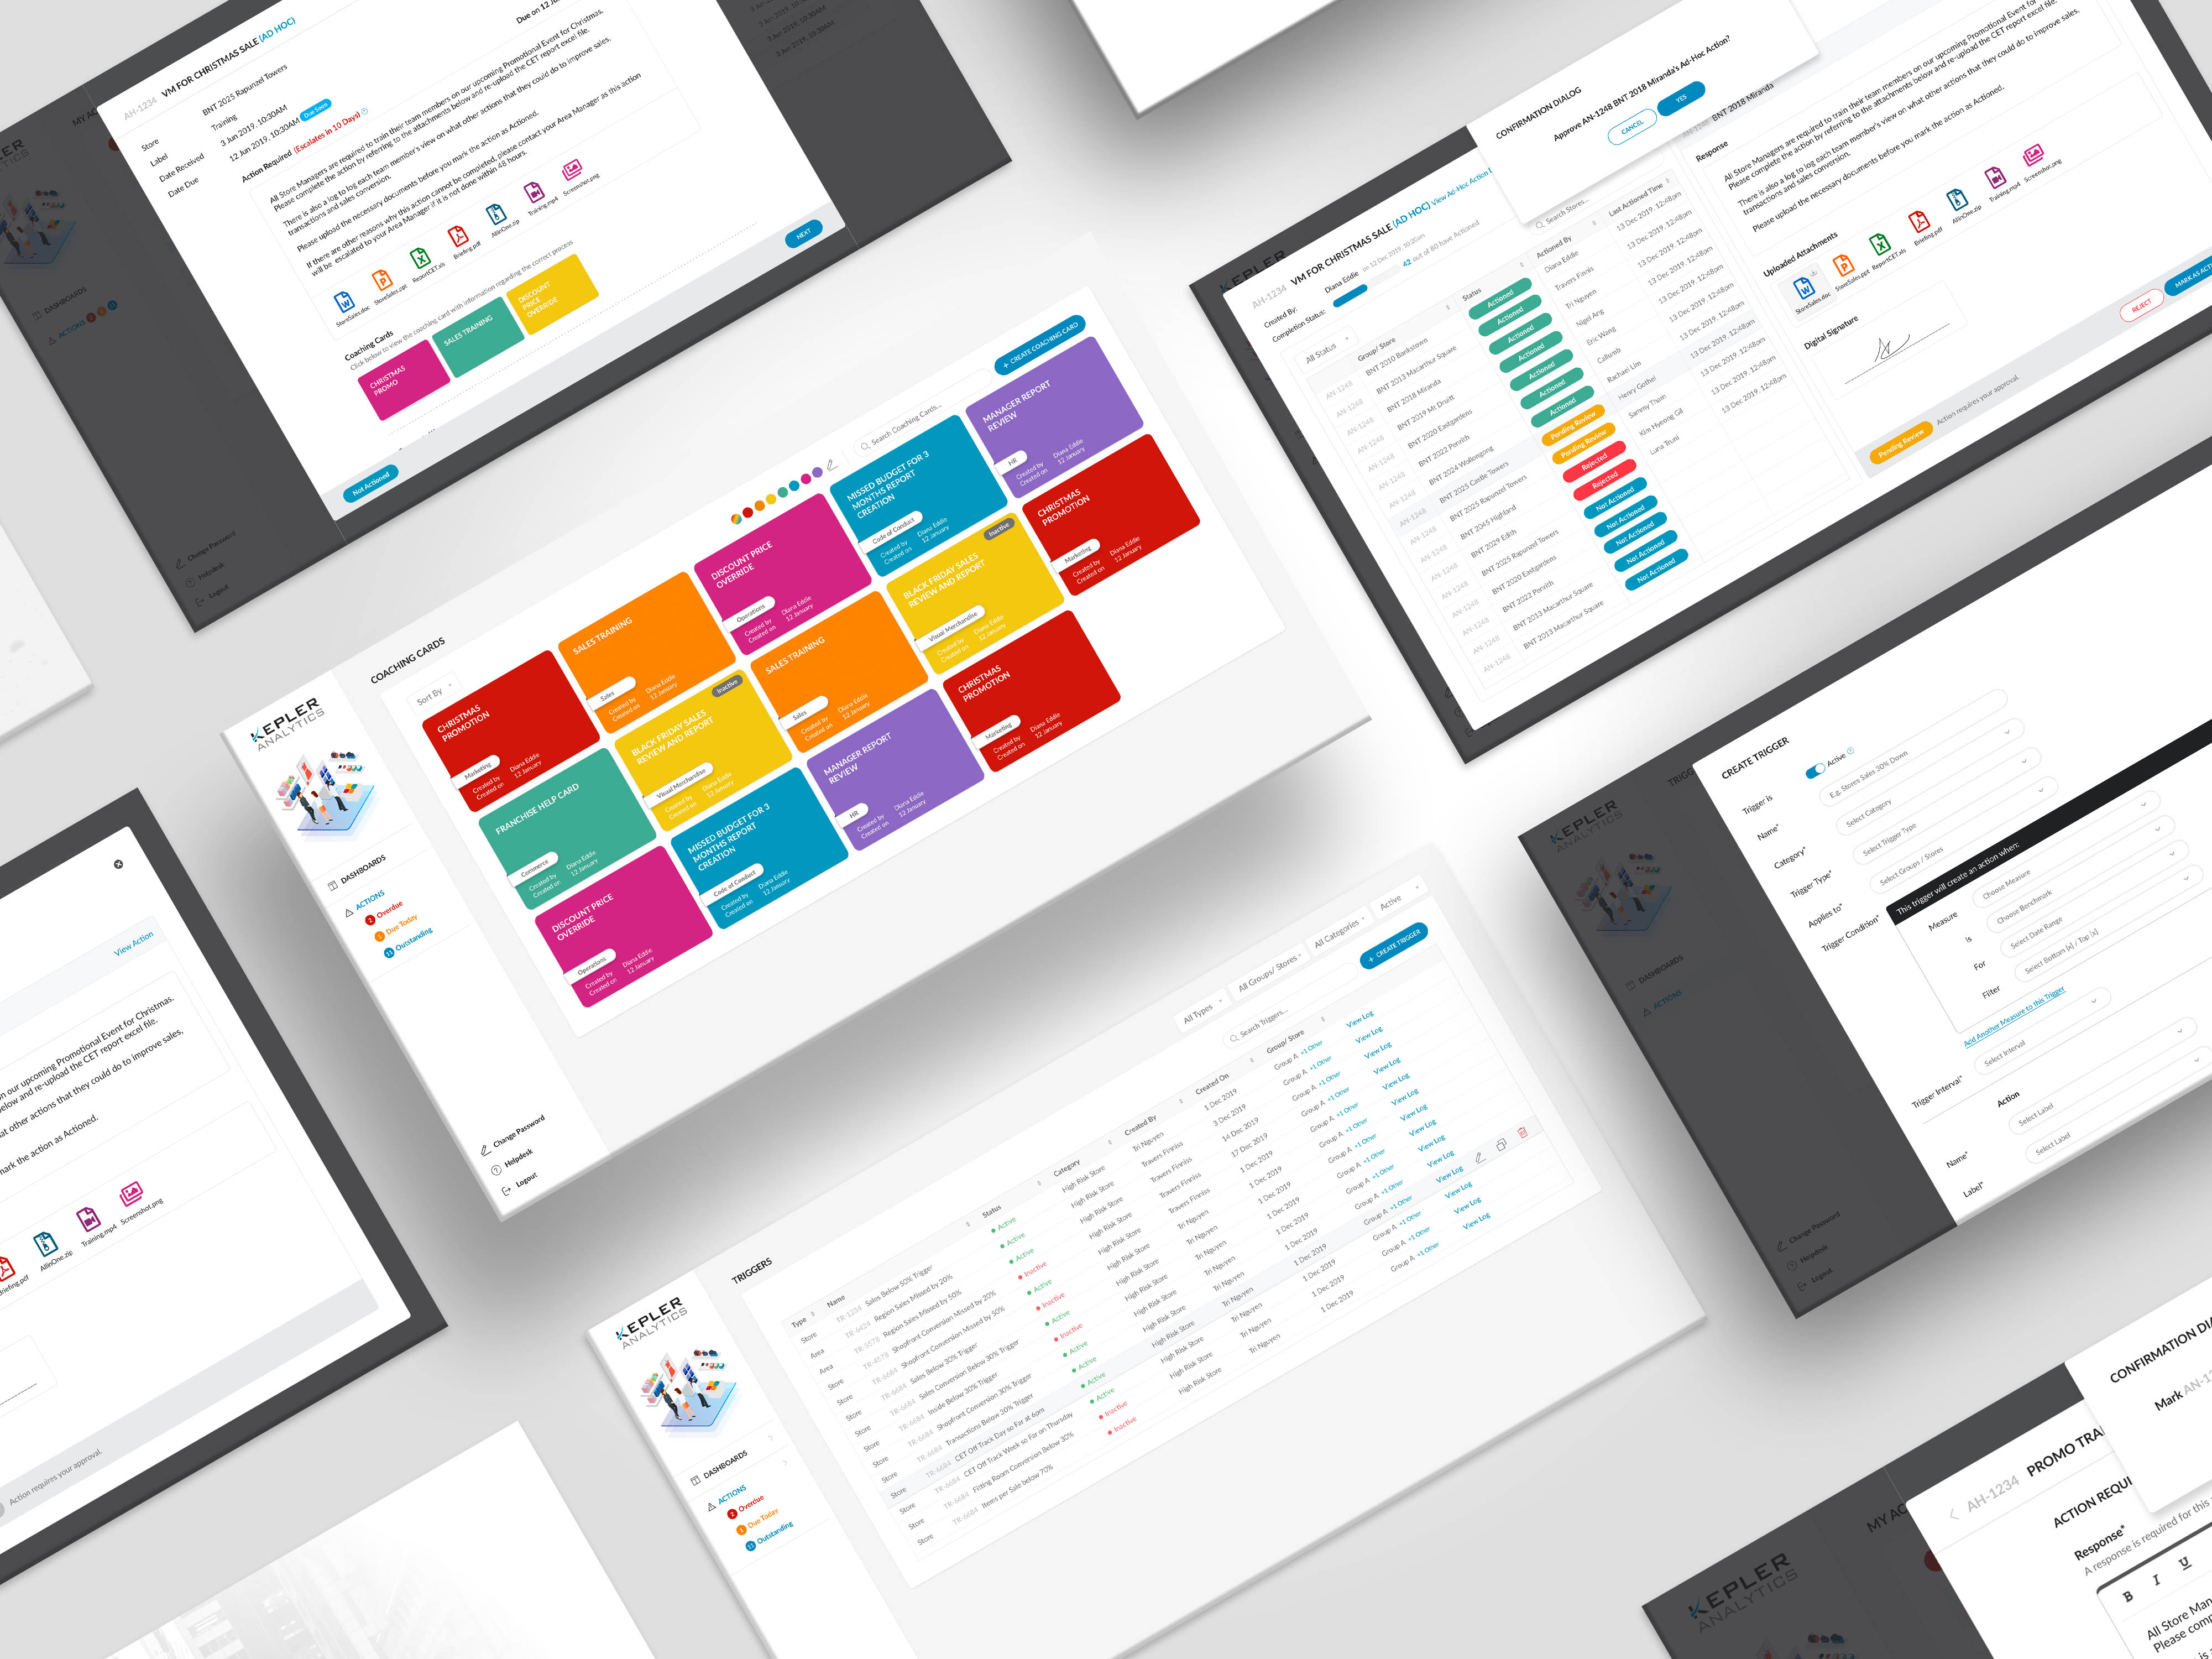 AH-1234 VM FOR CHRISTMAS SALE (AD HOC)
Store BNT 2025 Rapunzel Towers
Label Training
Date Received 3 Jun 2019, 10:30AM
Date Due 12 Jun 2019, 10:30AM Due Soon
Action Required (Escalates in 10 Days)
All Store Managers are required to train their team members on our upcoming Promotional Event for Christmas.
Please complete the action by referring to the attachments below and re-upload the CET report excel file.
There is also a log to log each team member's view on what other actions that they could do to improve sales,
transactions and sales conversion.
Please upload the necessary documents before you mark the action as Actioned.
If there are other reasons why this action cannot be completed, please contact your Area Manager as this action
will be escalated to your Area Manager if it is not done within 48 hours.
StoreSales.doc
StoreSales.ppt
ReportCET.xls
Briefing.pdf
AllinOne.zip
Training.mp4
Screenshot.png
Coaching Cards
Click below to view the coaching card with information regarding the correct process
CHRISTMAS PROMO
SALES TRAINING
DISCOUNT PRICE OVERRIDE
Not Actioned
NEXT
DASHBOARDS
ACTIONS
Change Password
Helpdesk
Logout
KEPLER
ANALYTICS
DASHBOARDS
ACTIONS
2 Overdue
Due Today
11 Outstanding
Change Password
Helpdesk
Logout
COACHING CARDS
Sort By
Search Coaching Cards...
+ CREATE COACHING CARD
CHRISTMAS PROMOTION
Marketing
Created by Diana Eddie
Created on 12 January
SALES TRAINING
Sales
Created by Diana Eddie
Created on 12 January
DISCOUNT PRICE OVERRIDE
Operations
Created by Diana Eddie
Created on 12 January
MISSED BUDGET FOR 3 MONTHS REPORT CREATION
Code of Conduct
Created by Diana Eddie
Created on 12 January
MANAGER REPORT REVIEW
HR
Created by Diana Eddie
Created on 12 January
FRANCHISE HELP CARD
Commerce
Created by Diana Eddie
Created on 12 January
BLACK FRIDAY SALES REVIEW AND REPORT
Inactive
Visual Merchandise
Created by Diana Eddie
Created on 12 January
SALES TRAINING
Sales
Created by Diana Eddie
Created on 12 January
BLACK FRIDAY SALES REVIEW AND REPORT
Inactive
Visual Merchandise
Created by Diana Eddie
Created on 12 January
CHRISTMAS PROMOTION
Marketing
Created by Diana Eddie
Created on 12 January
DISCOUNT PRICE OVERRIDE
Operations
Created by Diana Eddie
Created on 12 January
MISSED BUDGET FOR 3 MONTHS REPORT CREATION
Code of Conduct
Created by Diana Eddie
Created on 12 January
MANAGER REPORT REVIEW
HR
Created by Diana Eddie
Created on 12 January
CHRISTMAS PROMOTION
Marketing
Created by Diana Eddie
Created on 12 January
CONFIRMATION DIALOG
Approve AN-1248 BNT 2018 Miranda's Ad-Hoc Action?
CANCEL
YES
AH-1234 VM FOR CHRISTMAS SALE (AD HOC) View Ad-Hoc Action
Created By: Diana Eddie on 12 Dec 2019, 10:20am
Completion Status: 42 out of 80 have Actioned
All Status
Search Stores...
Group/ Store
Status
Actioned By
Last Actioned Time
AN-1248 BNT 2010 Bankstown Actioned Diana Eddie 13 Dec 2019, 12:48pm
AN-1248 BNT 2013 Macarthur Square Actioned Travers Finniss 13 Dec 2019, 12:48pm
AN-1248 BNT 2018 Miranda Actioned Tri Nguyen 13 Dec 2019, 12:48pm
AN-1248 BNT 2019 Mt Druitt Actioned Nigel Ang 13 Dec 2019, 12:48pm
AN-1248 BNT 2020 Eastgardens Actioned Eric Wang 13 Dec 2019, 12:48pm
AN-1248 BNT 2022 Penrith Actioned Callumb 13 Dec 2019, 12:48pm
AN-1248 BNT 2024 Wollongong Actioned Rachael Lim 13 Dec 2019, 12:48pm
AN-1248 BNT 2025 Castle Towers Pending Review Henry Gothel 13 Dec 2019, 12:48pm
AN-1248 BNT 2025 Rapunzel Towers Pending Review Sammy Thom 13 Dec 2019, 12:48pm
AN-1248 BNT 2045 Highland Rejected Kim Hyeong Gil 13 Dec 2019, 12:48pm
AN-1248 BNT 2029 Edith Rejected Luna Truni 13 Dec 2019, 12:48pm
AN-1248 BNT 2025 Rapunzel Towers Not Actioned
AN-1248 BNT 2020 Eastgardens Not Actioned
AN-1248 BNT 2022 Penrith Not Actioned
AN-1248 BNT 2013 Macarthur Square Not Actioned
AN-1248 BNT 2013 Macarthur Square Not Actioned
BNT 2018 Miranda
Response
All Store Managers are required to train their team members on our upcoming Promotional Event for
Please complete the action by referring to the attachments below and re-upload the CET report excel file.
There is also a log to log each team member's view on what other actions that they could do to improve sales,
transactions and sales conversion.
Please upload the necessary documents before you mark the action as Actioned.
Uploaded Attachments
StoreSales.doc
StoreSales.ppt
ReportCET.xls
Briefing.pdf
AllinOne.zip
Training.mp4
Screenshot.png
Digital Signature
Pending Review Action requires your approval.
REJECT
MARK AS
KEPLER
ANALYTICS
DASHBOARDS
ACTIONS
Change Password
Helpdesk
Logout
CREATE TRIGGER
Trigger is Active
Name* E.g. Stores Sales 20% Down
Category* Select Category
Trigger Type* Select Trigger Type
Applies to* Select Groups / Stores
Trigger Condition* This trigger will create an action when:
Measure Choose Measure
Is Choose Benchmark
For Select Date Range
Filter Select Bottom [x] / Top [x]
Add Another Measure to this Trigger
Trigger Interval* Select Interval
Action
Name* Select Label
Label* Select Label
View Action
n our upcoming Promotional Event for Christmas.
elow and re-upload the CET report excel file.
at other actions that they could do to improve sales,
ark the action as Actioned.
Briefing.pdf
AllinOne.zip
Training.mp4
Screenshot.png
Action requires your approval.
KEPLER
ANALYTICS
DASHBOARDS
ACTIONS
2 Overdue
Due Today
11 Outstanding
TRIGGERS
All Types
All Groups/ Stores
All Categories
Active
Search Triggers...
+ CREATE TRIGGER
Type
Name
Status
Category
Created By
Created On
Group/ Store
Store TR-1234 Sales Below 50% Trigger Active High Risk Store Tri Nguyen 1 Dec 2019 Group A +1 Other View Log
Area TR-6424 Region Sales Missed by 20% Active High Risk Store Travers Finniss 3 Dec 2019 Group A +1 Other View Log
Area TR-3578 Region Sales Missed by 50% Active High Risk Store Travers Finniss 14 Dec 2019 Group A +1 Other View Log
Store TR-4578 Shopfront Conversion Missed by 20% Inactive High Risk Store Travers Finniss 17 Dec 2019 Group A +1 Other View Log
Store TR-6684 Shopfront Conversion Missed by 50% Active High Risk Store Travers Finniss 1 Dec 2019 Group A +1 Other View Log
Store TR-6684 Sales Below 30% Trigger Inactive High Risk Store Tri Nguyen 1 Dec 2019 Group A +1 Other View Log
Store TR-6684 Sales Conversion Below 30% Trigger Active High Risk Store Tri Nguyen 1 Dec 2019 Group A +1 Other View Log
Store TR-6684 Inside Below 30% Trigger Inactive High Risk Store Tri Nguyen 1 Dec 2019 Group A +1 Other View Log
Store TR-6684 Shopfront Conversion 30% Trigger Active High Risk Store Tri Nguyen 1 Dec 2019 Group A +1 Other View Log
Store TR-6684 Transactions Below 20% Trigger Active High Risk Store Tri Nguyen 1 Dec 2019 Group A +1 Other View Log
Store TR-6684 CET Off Track Day so Far at 6pm Active High Risk Store Tri Nguyen 1 Dec 2019 Group A +1 Other View Log
Store TR-6684 CET Off Track Week so Far on Thursday Active High Risk Store Tri Nguyen 1 Dec 2019 Group A +1 Other View Log
Store TR-6684 Fitting Room Conversion Below 30% Inactive High Risk Store Tri Nguyen 1 Dec 2019 Group A +1 Other View Log
Store TR-6684 Items per Sale below 70% Inactive High Risk Store Tri Nguyen 1 Dec 2019 Group A +1 Other View Log
CONFIRMATION
Mark
AH-1234 PROMO
Response*
A response is required for this
B I U
All Store
Please
KEPLER
ANALYTICS